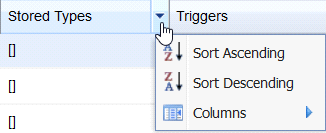 Stored Types Triggers
[]
Sort Ascending
[]
Sort Descending
Columns
[]